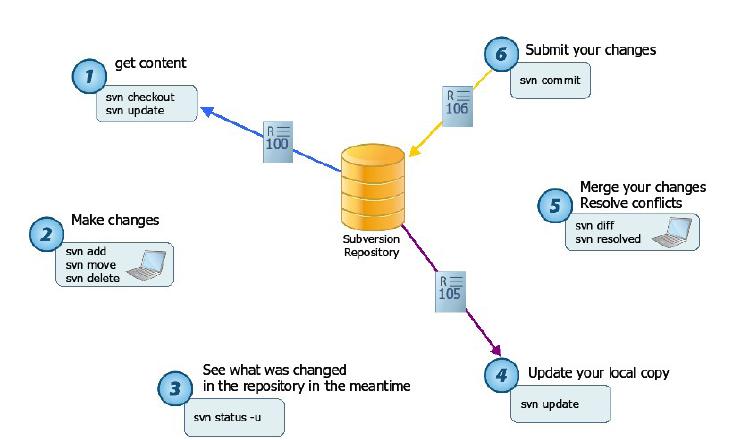 1
get content
svn checkout
svn update
R
100
6
Submit your changes
svn commit
R
106
2
Make changes
svn add
svn move
svn delete
Subversion
Repository
5
Merge your changes
Resolve conflicts
svn diff
svn resolved
R
105
3
See what was changed
in the repository in the meantime
svn status -u
4
Update your local copy
svn update